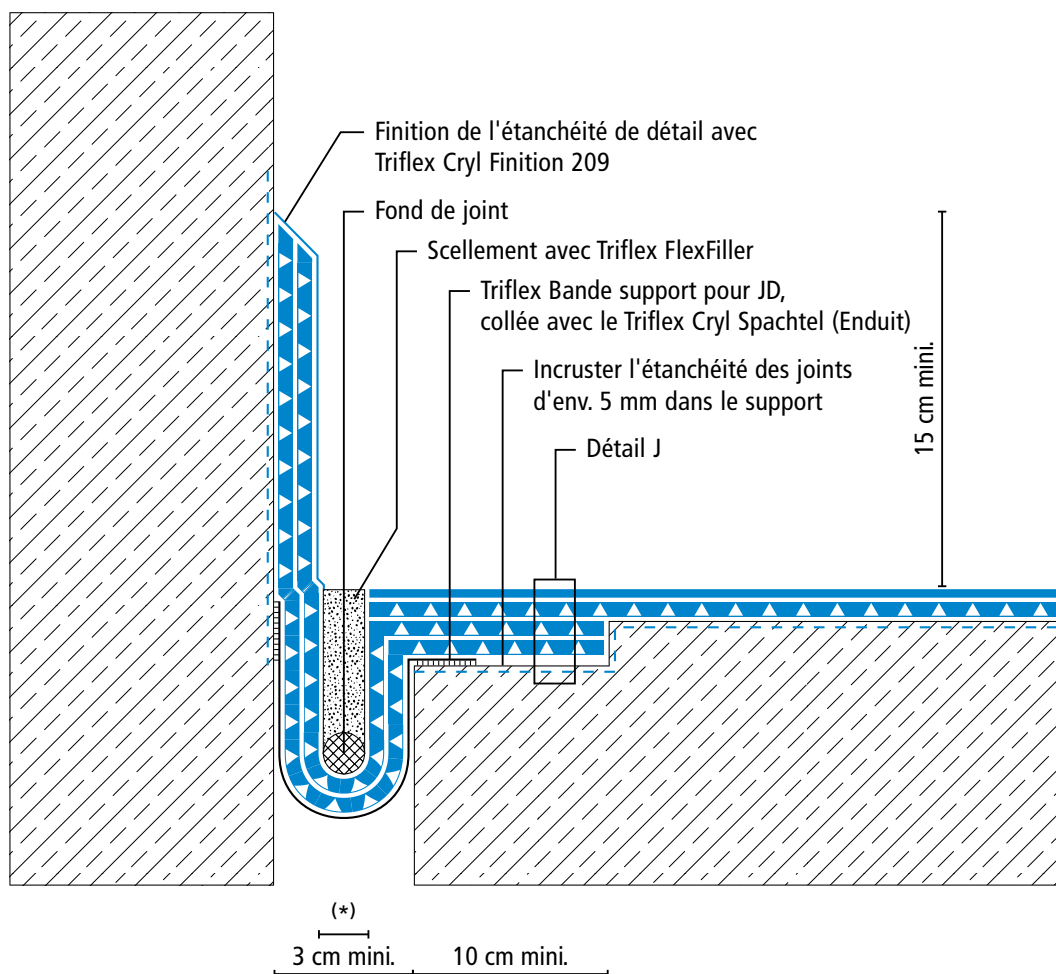 Finition de l'étanchéité de détail avec
Triflex Cryl Finition 209
Fond de joint
Scellement avec Triflex FlexFiller
Triflex Bande support pour JD,
collée avec le Triflex Cryl Spachtel (Enduit)
Incruster l'étanchéité des joints
d'env. 5 mm dans le support
Détail J
15 cm mini.
(*)
3 cm mini.
10 cm mini.